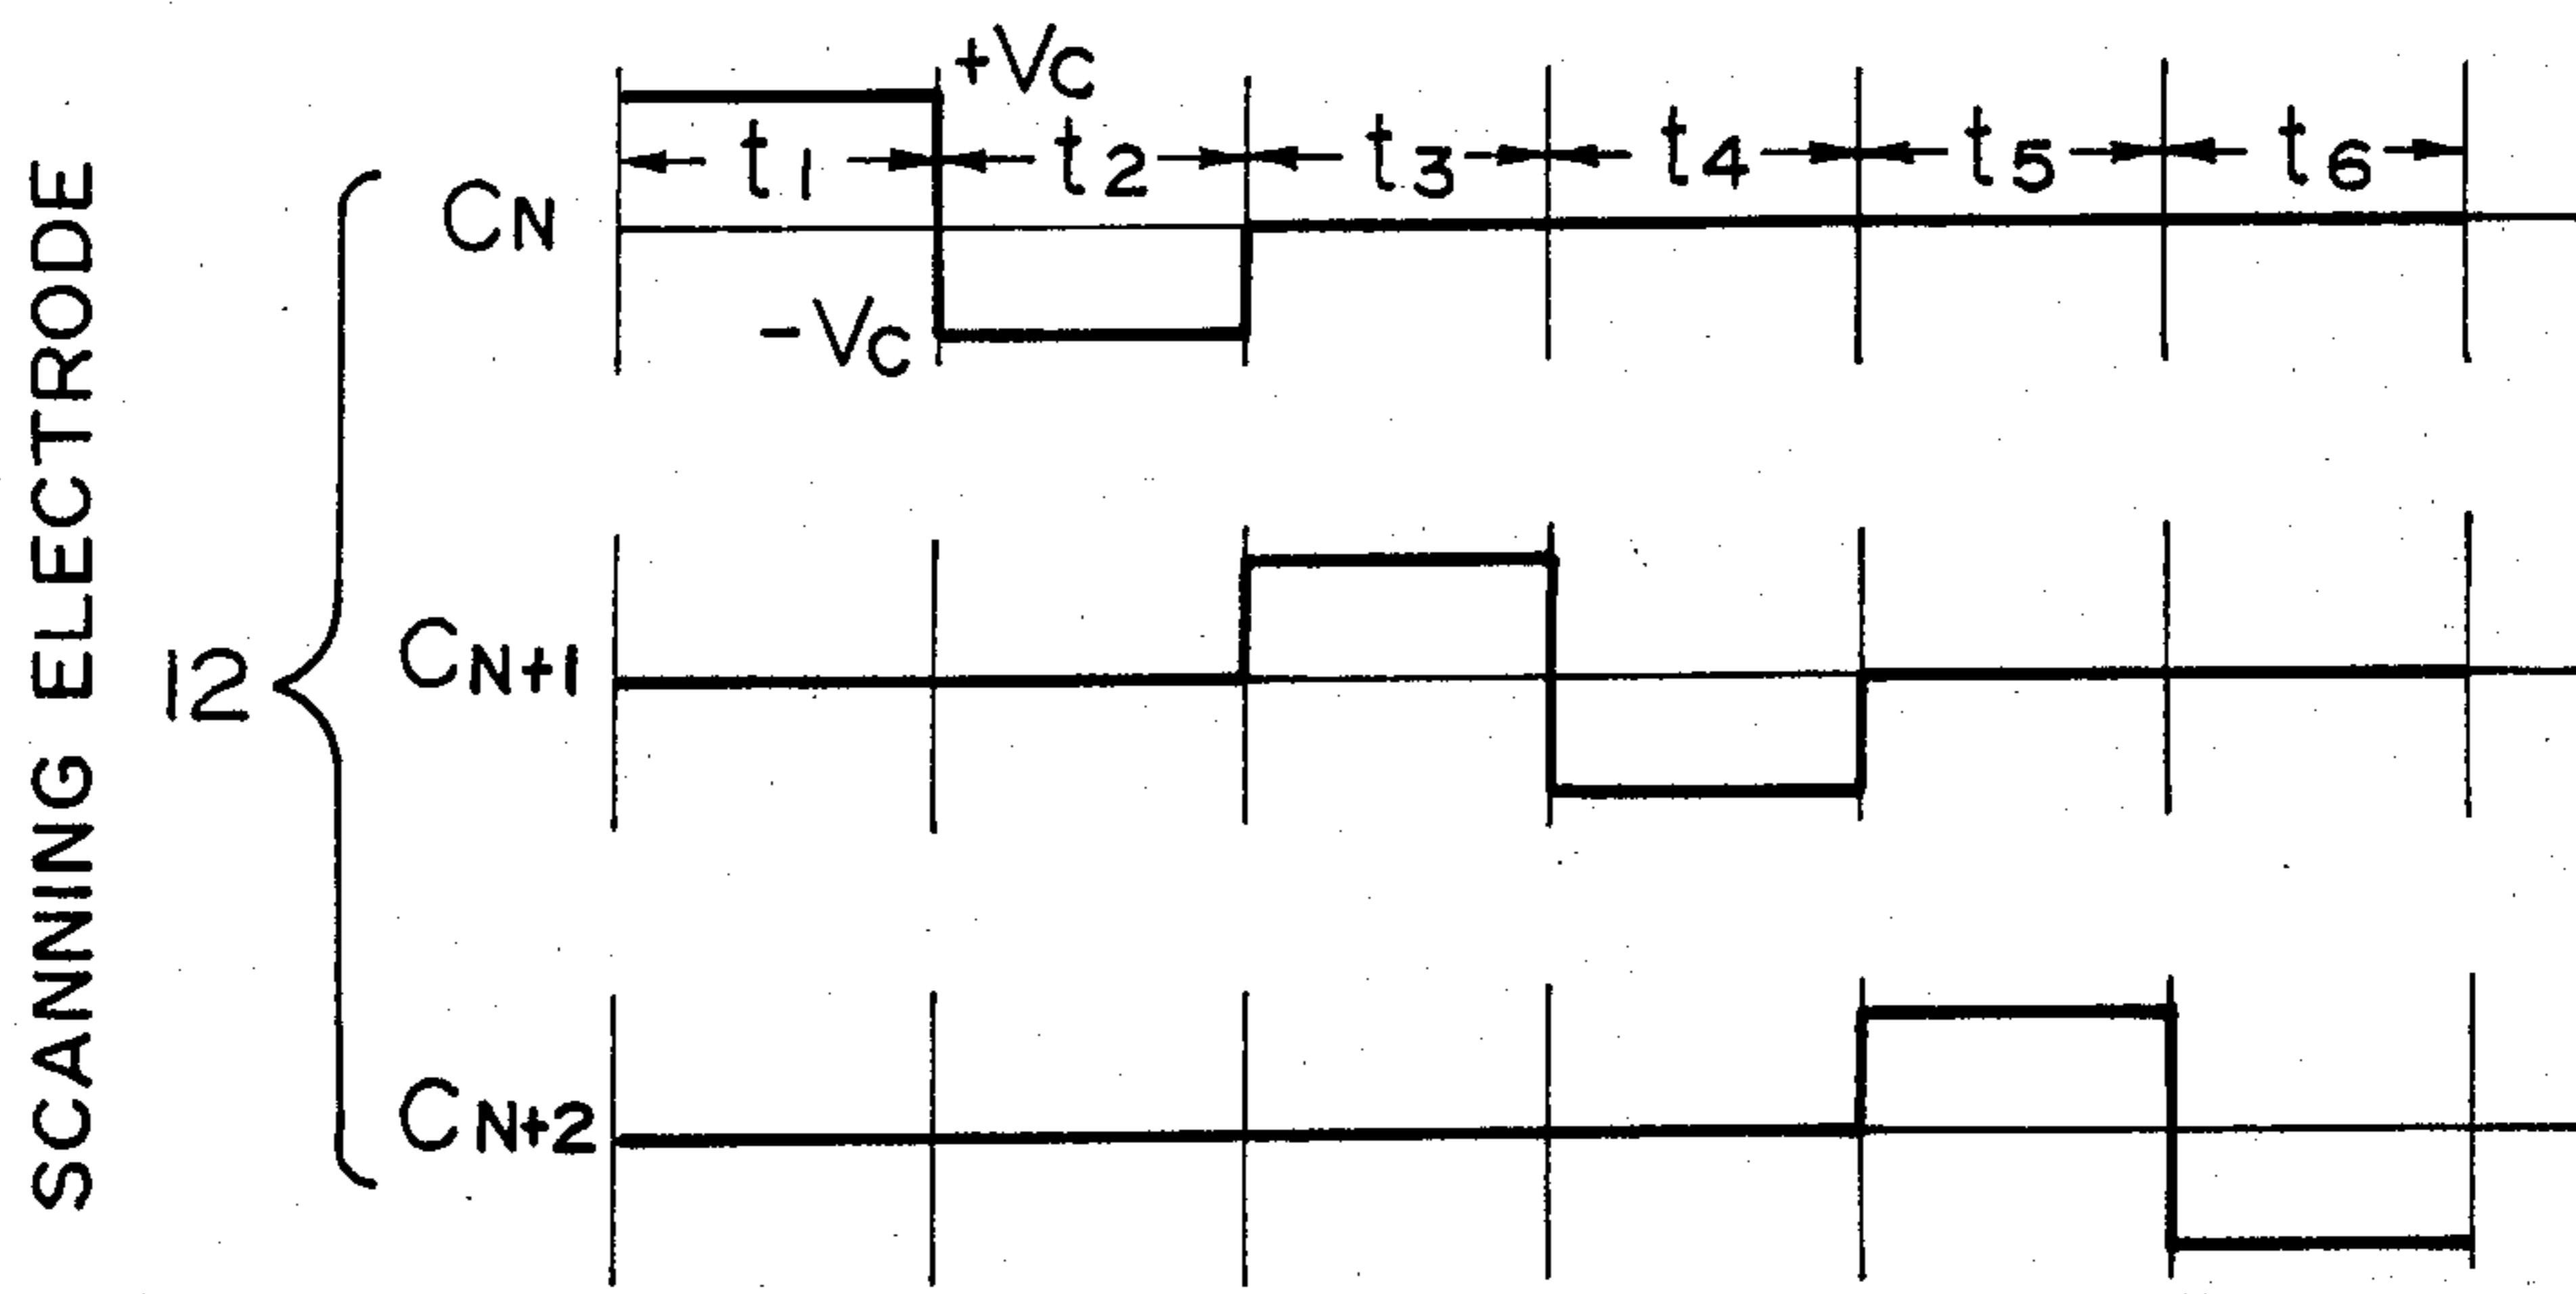 SCANNING ELECTRODE
12
CN
+VC
-VC
t1 t2 t3 t4 t5 t6
CN+1
CN+2